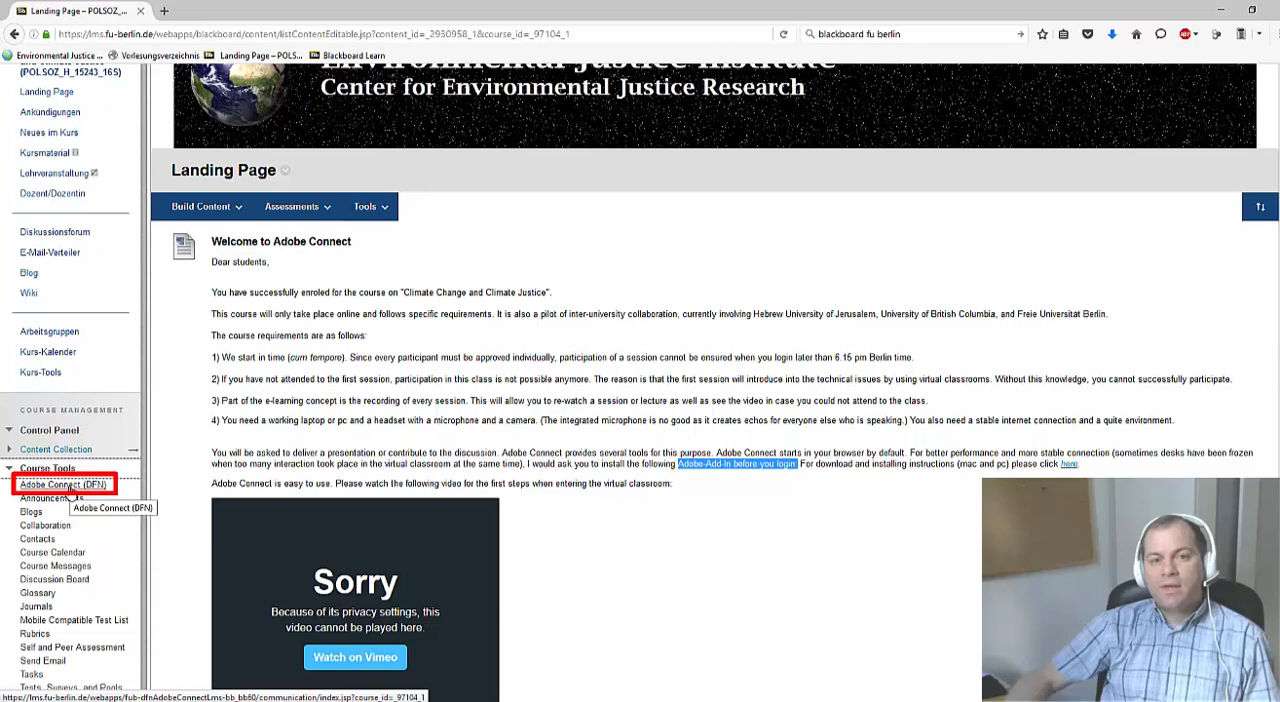 Landing Page – POLSOZ_...
https://lms.fu-berlin.de/webapps/blackboard/content/listContentEditable.jsp?content_id=_2930958_1&course_id=_97104_1
blackboard fu berlin
Environmental Justice ...
Vorlesungsverzeichnis
Landing Page – POLS...
Blackboard Learn
(POLSOZ_H_15243_16S)
Landing Page
Ankündigungen
Neues im Kurs
Kursmaterial
Lehrveranstaltung
Dozent/Dozentin
Diskussionsforum
E-Mail-Verteiler
Blog
Wiki
Arbeitsgruppen
Kurs-Kalender
Kurs-Tools
COURSE MANAGEMENT
Control Panel
Content Collection
Course Tools
Adobe Connect (DFN)
Announcements
Adobe Connect (DFN)
Blogs
Collaboration
Contacts
Course Calendar
Course Messages
Discussion Board
Glossary
Journals
Mobile Compatible Test List
Rubrics
Self and Peer Assessment
Send Email
Tasks
Tests, Surveys, and Pools
https://lms.fu-berlin.de/webapps/fub-dfnAdobeConnectLms-bb_bb60/communication/index.jsp?course_id=_97104_1
Environmental Justice Institute
Center for Environmental Justice Research
Landing Page
Build Content
Assessments
Tools
Welcome to Adobe Connect
Dear students,
You have successfully enroled for the course on "Climate Change and Climate Justice".
This course will only take place online and follows specific requirements. It is also a pilot of inter-university collaboration, currently involving Hebrew University of Jerusalem, University of British Columbia, and Freie Universität Berlin.
The course requirements are as follows:
1) We start in time (cum tempore). Since every participant must be approved individually, participation of a session cannot be ensured when you login later than 6.15 pm Berlin time.
2) If you have not attended to the first session, participation in this class is not possible anymore. The reason is that the first session will introduce into the technical issues by using virtual classrooms. Without this knowledge, you cannot successfully participate.
3) Part of the e-learning concept is the recording of every session. This will allow you to re-watch a session or lecture as well as see the video in case you could not attend to the class.
4) You need a working laptop or pc and a headset with a microphone and a camera. (The integrated microphone is no good as it creates echos for everyone else who is speaking.) You also need a stable internet connection and a quite environment.
You will be asked to deliver a presentation or contribute to the discussion. Adobe Connect provides several tools for this purpose. Adobe Connect starts in your browser by default. For better performance and more stable connection (sometimes desks have been frozen
when too many interaction took place in the virtual classroom at the same time), I would ask you to install the following Adobe-Add-In before you login. For download and installing instructions (mac and pc) please click here.
Adobe Connect is easy to use. Please watch the following video for the first steps when entering the virtual classroom:
Sorry
Because of its privacy settings, this
video cannot be played here.
Watch on Vimeo